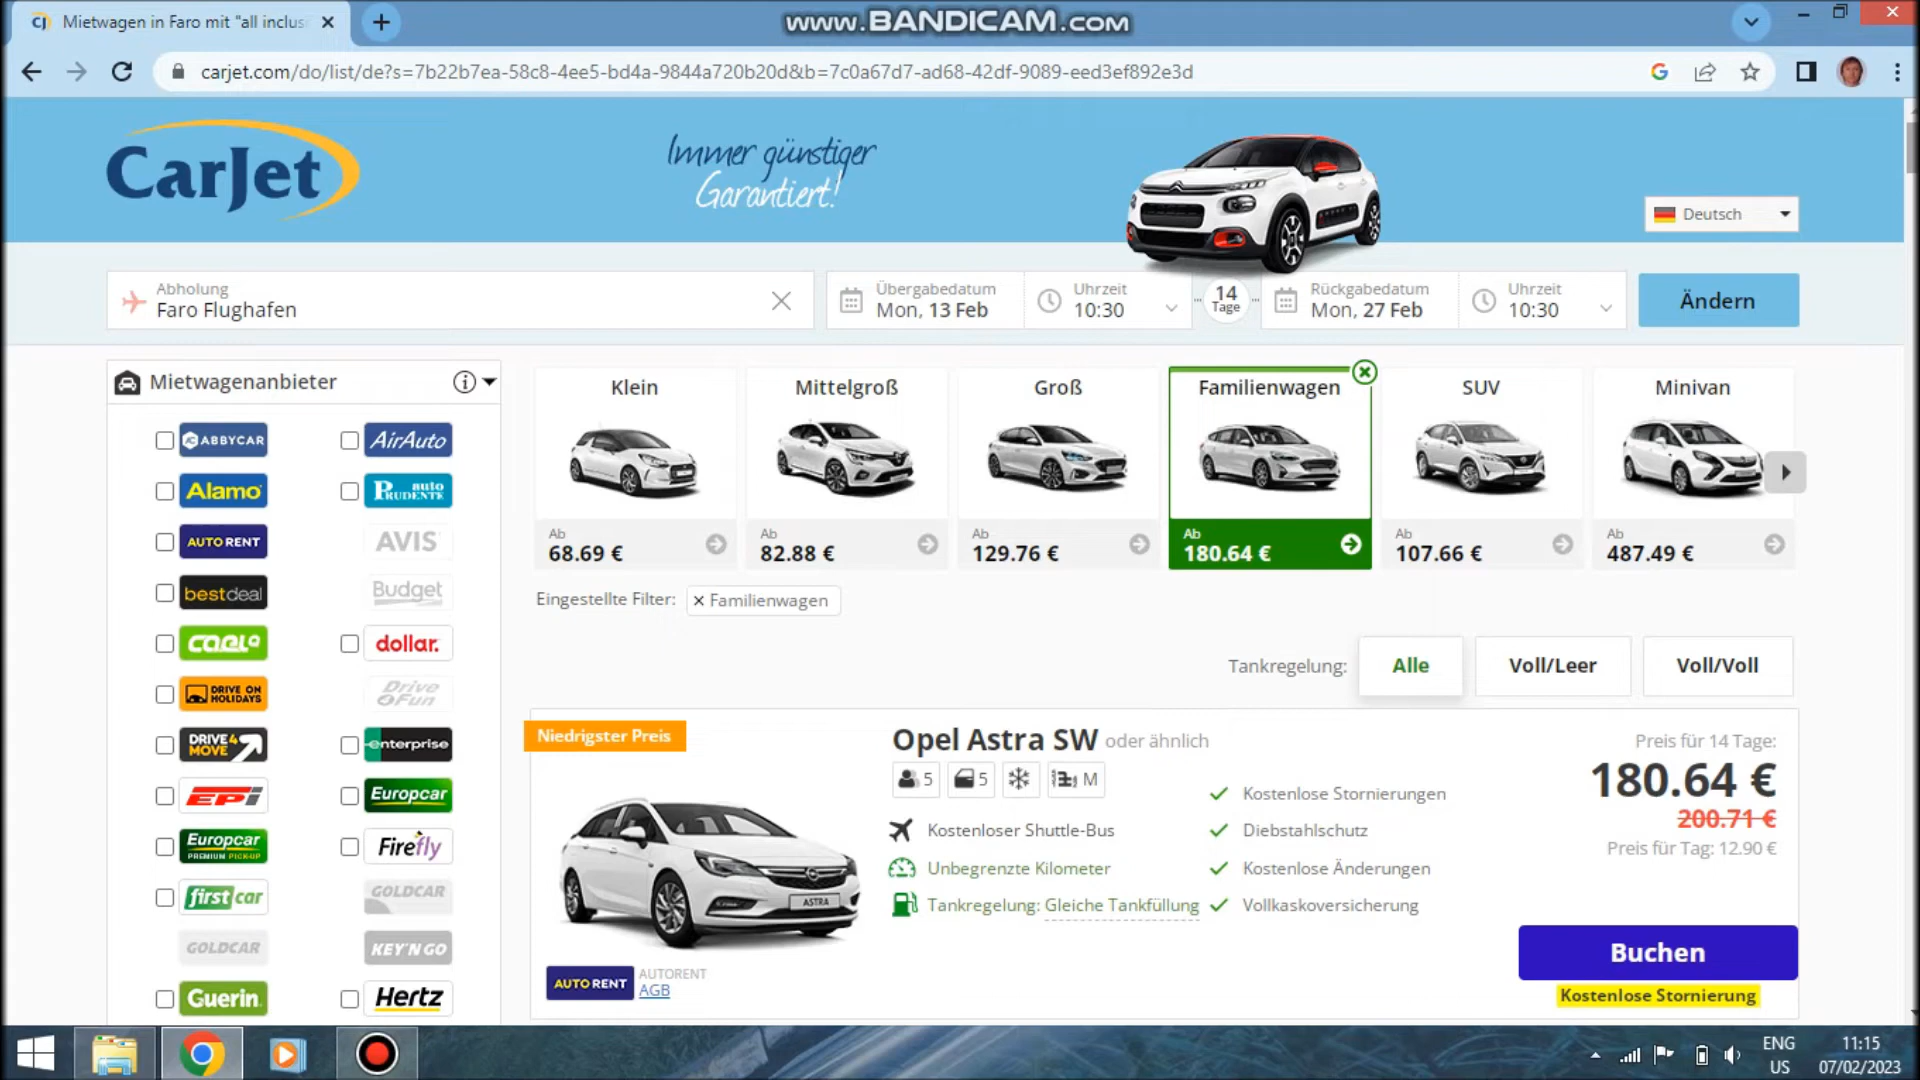 www.BANDICAM.com
Mietwagen in Faro mit "all inclus
carjet.com/do/list/de?s=7b22b7ea-58c8-4ee5-bd4a-9844a720b20d&b=7c0a67d7-ad68-42df-9089-eed3ef892e3d
CarJet
Immer günstiger
Garantiert!
Deutsch
Abholung
Faro Flughafen
Übergabedatum
Mon, 13 Feb
Uhrzeit
10:30
14
Tage
Rückgabedatum
Mon, 27 Feb
Uhrzeit
10:30
Ändern
Mietwagenanbieter
ABBYCAR
AirAuto
Alamo
auto
PRUDENTE
AUTO RENT
AVIS
bestdeal
Budget
CAEL
dollar.
DRIVE ON
HOLIDAYS
Drive
4Fun
DRIVE4
MOVE
enterprise
EPI
Europcar
Europcar
PREMIUM PICK-UP
Firefly
first car
GOLDCAR
GOLDCAR
KEY'N GO
Guerin
Hertz
Klein
Ab
68.69 €
Mittelgroß
Ab
82.88 €
Groß
Ab
129.76 €
Familienwagen
Ab
180.64 €
SUV
Ab
107.66 €
Minivan
Ab
487.49 €
Eingestellte Filter:
× Familienwagen
Tankregelung:
Alle
Voll/Leer
Voll/Voll
Niedrigster Preis
Opel Astra SW oder ähnlich
5
5
M
Kostenloser Shuttle-Bus
Unbegrenzte Kilometer
Tankregelung: Gleiche Tankfüllung
Kostenlose Stornierungen
Diebstahlschutz
Kostenlose Änderungen
Vollkaskoversicherung
Preis für 14 Tage:
180.64 €
200.71 €
Preis für Tag: 12.90 €
ASTRA
AUTO RENT
AUTORENT
AGB
Buchen
Kostenlose Stornierung
ENG
US
11:15
07/02/2023